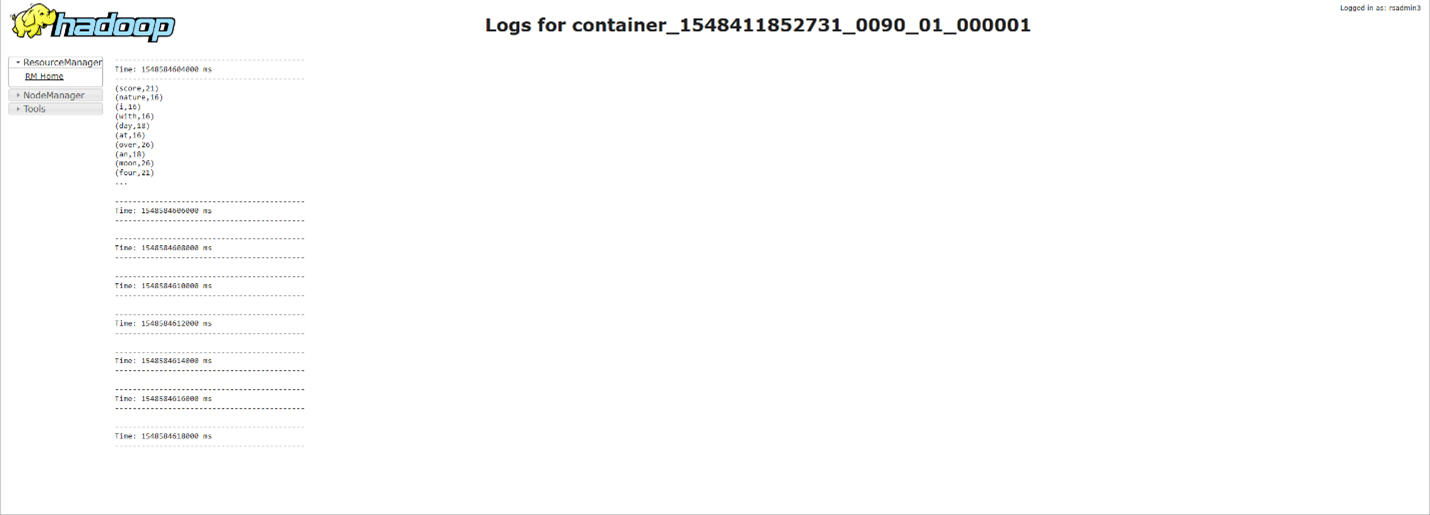 hadoop
Logs for container_1548411852731_0090_01_000001
Logged in as: rsadmin3
ResourceManager
RM Home
NodeManager
Tools
---------------------------------------------
Time: 1548584604000 ms
---------------------------------------------
(score,21)
(nature,16)
(i,16)
(with,16)
(day,18)
(at,16)
(over,26)
(an,18)
(moon,26)
(four,21)
...
---------------------------------------------
Time: 1548584606000 ms
---------------------------------------------
---------------------------------------------
Time: 1548584608000 ms
---------------------------------------------
---------------------------------------------
Time: 1548584610000 ms
---------------------------------------------
---------------------------------------------
Time: 1548584612000 ms
---------------------------------------------
---------------------------------------------
Time: 1548584614000 ms
---------------------------------------------
---------------------------------------------
Time: 1548584616000 ms
---------------------------------------------
---------------------------------------------
Time: 1548584618000 ms
---------------------------------------------